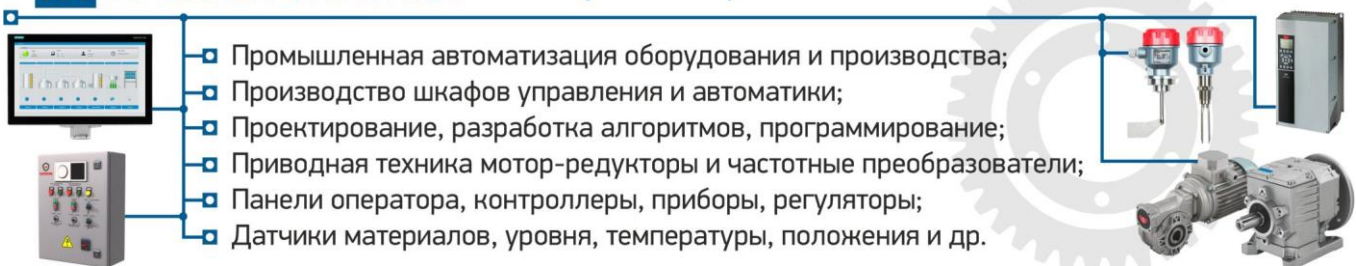 Промышленная автоматизация оборудования и производства;
Производство шкафов управления и автоматики;
Проектирование, разработка алгоритмов, программирование;
Приводная техника мотор-редукторы и частотные преобразователи;
Панели оператора, контроллеры, приборы, регуляторы;
Датчики материалов, уровня, температуры, положения и др.